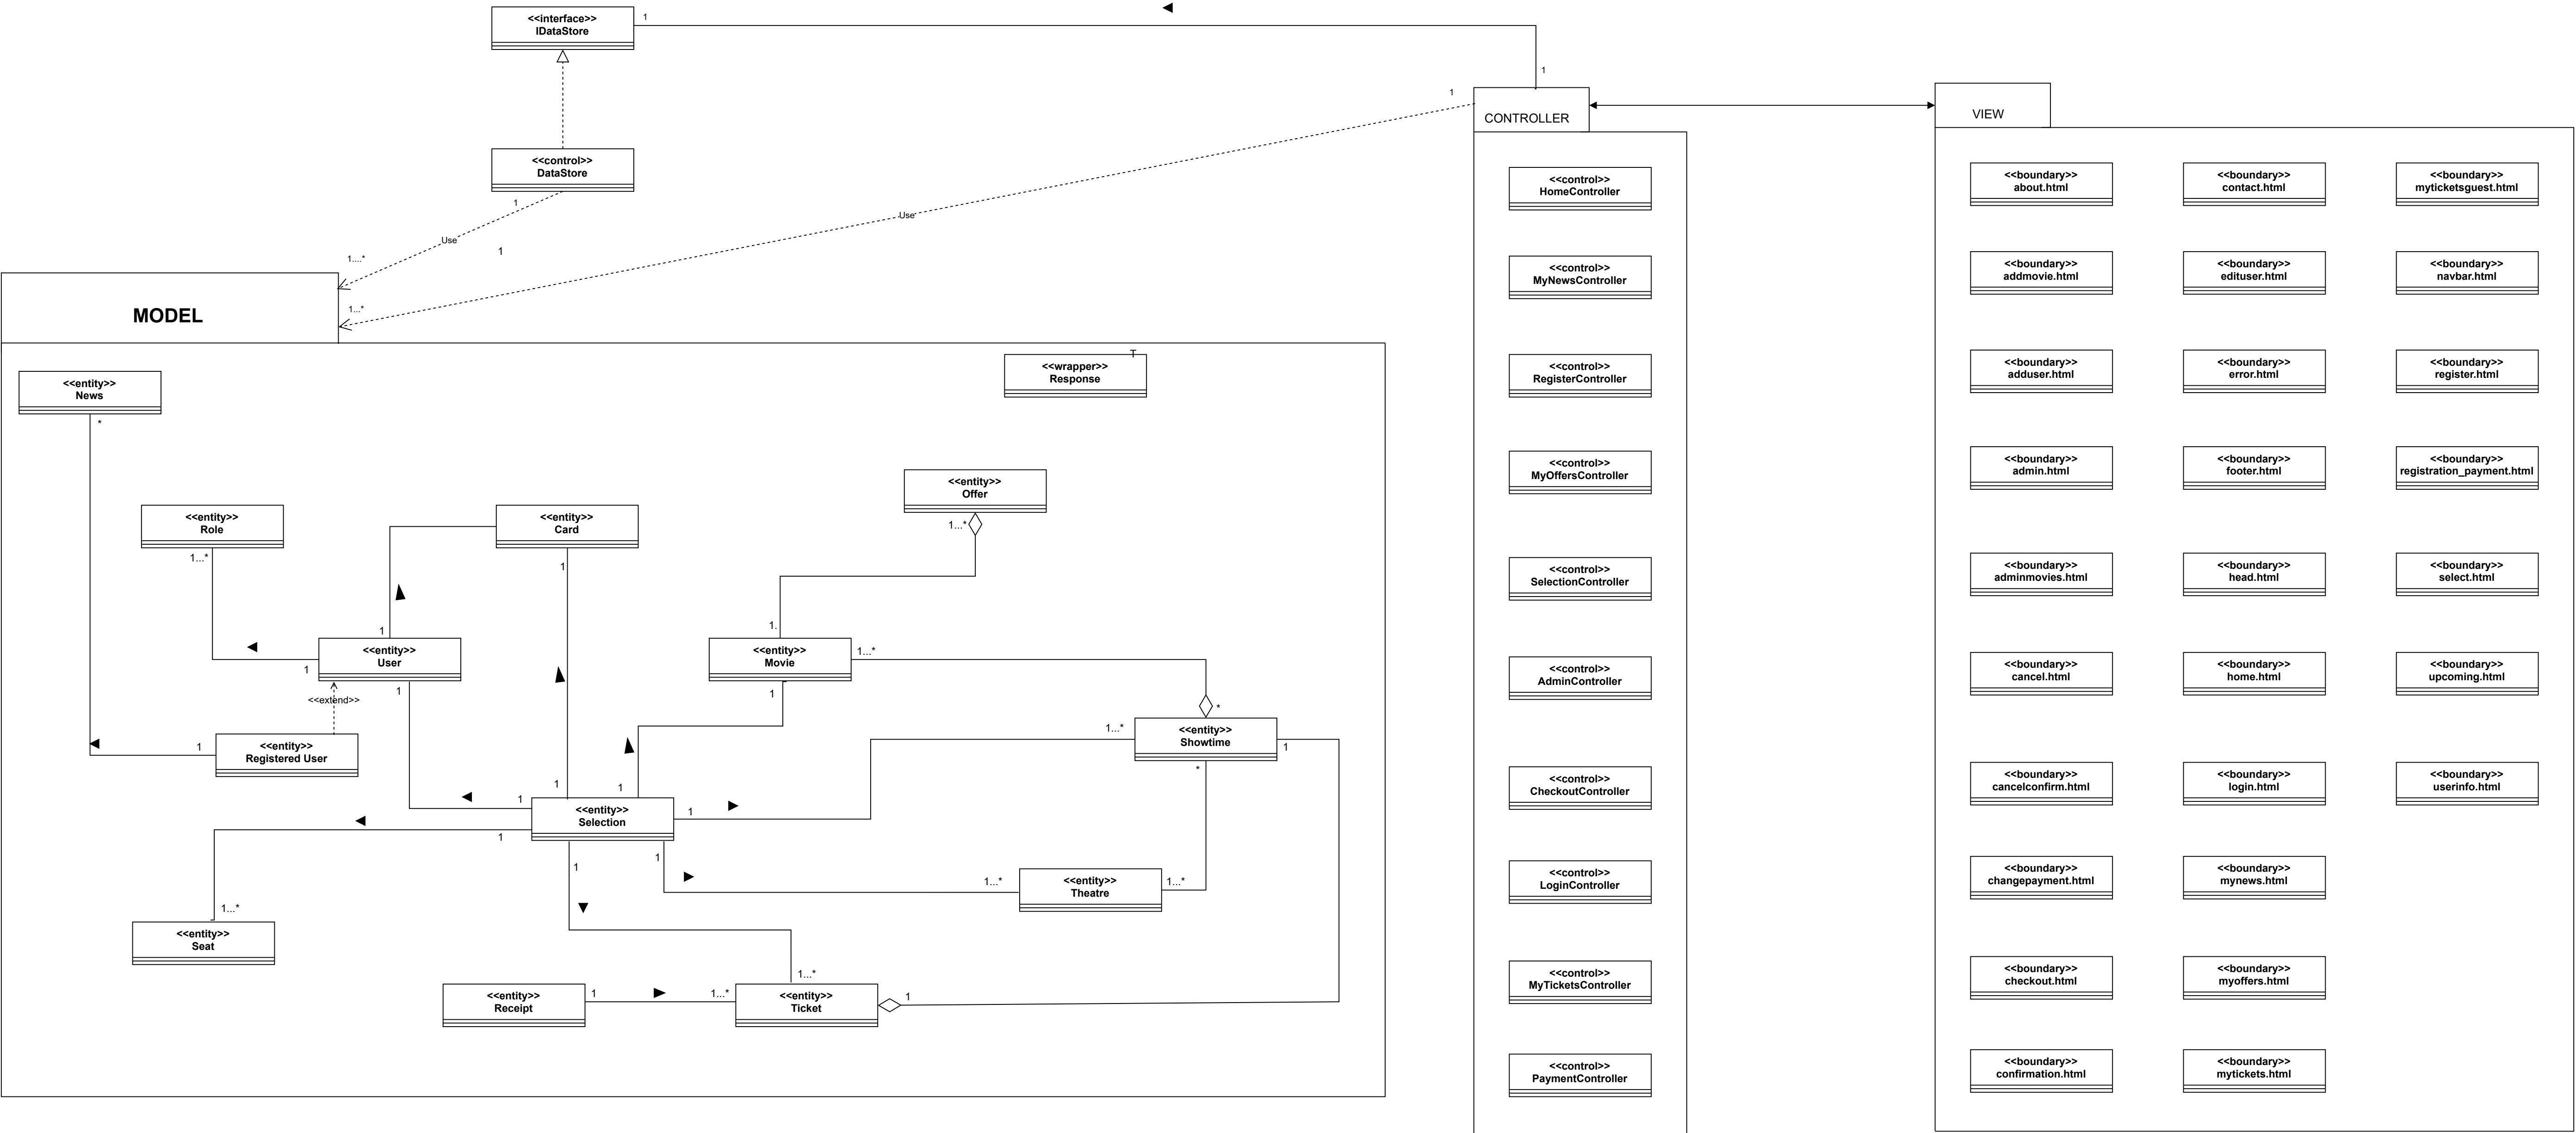 <<interface>>
IDataStore
1
1
1
CONTROLLER
VIEW
<<control>>
DataStore
1
Use
1
1....*
Use
1...*
MODEL
T
<<wrapper>>
Response
<<entity>>
News
*
<<entity>>
Offer
1...*
<<entity>>
Role
1...*
<<entity>>
Card
1
1.
1
<<entity>>
User
1
1
<<extend>>
<<entity>>
Movie
1...*
1
*
1...*
<<entity>>
Showtime
1
*
1
<<entity>>
Registered User
1
1
1
<<entity>>
Selection
1
1
1
1
1...*
<<entity>>
Theatre
1...*
1...*
<<entity>>
Seat
1...*
<<entity>>
Receipt
1
1...*
<<entity>>
Ticket
1
<<control>>
HomeController
<<control>>
MyNewsController
<<control>>
RegisterController
<<control>>
MyOffersController
<<control>>
SelectionController
<<control>>
AdminController
<<control>>
CheckoutController
<<control>>
LoginController
<<control>>
MyTicketsController
<<control>>
PaymentController
<<boundary>>
about.html
<<boundary>>
addmovie.html
<<boundary>>
adduser.html
<<boundary>>
admin.html
<<boundary>>
adminmovies.html
<<boundary>>
cancel.html
<<boundary>>
cancelconfirm.html
<<boundary>>
changepayment.html
<<boundary>>
checkout.html
<<boundary>>
confirmation.html
<<boundary>>
contact.html
<<boundary>>
edituser.html
<<boundary>>
error.html
<<boundary>>
footer.html
<<boundary>>
head.html
<<boundary>>
home.html
<<boundary>>
login.html
<<boundary>>
mynews.html
<<boundary>>
myoffers.html
<<boundary>>
mytickets.html
<<boundary>>
myticketsguest.html
<<boundary>>
navbar.html
<<boundary>>
register.html
<<boundary>>
registration_payment.html
<<boundary>>
select.html
<<boundary>>
upcoming.html
<<boundary>>
userinfo.html